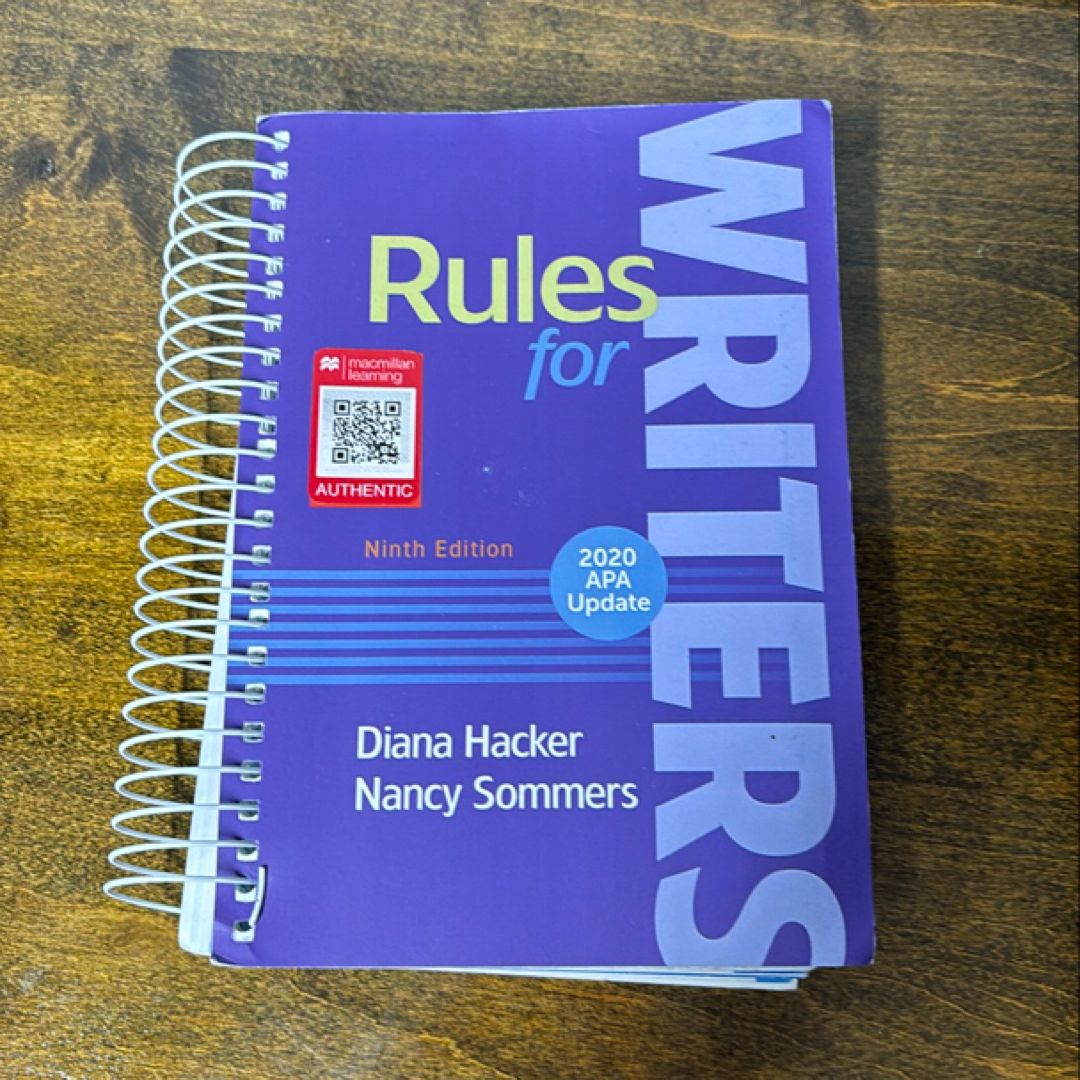 Rules
for
WRITERS
macmillan
learning
AUTHENTIC
Ninth Edition
2020
APA
Update
Diana Hacker
Nancy Sommers